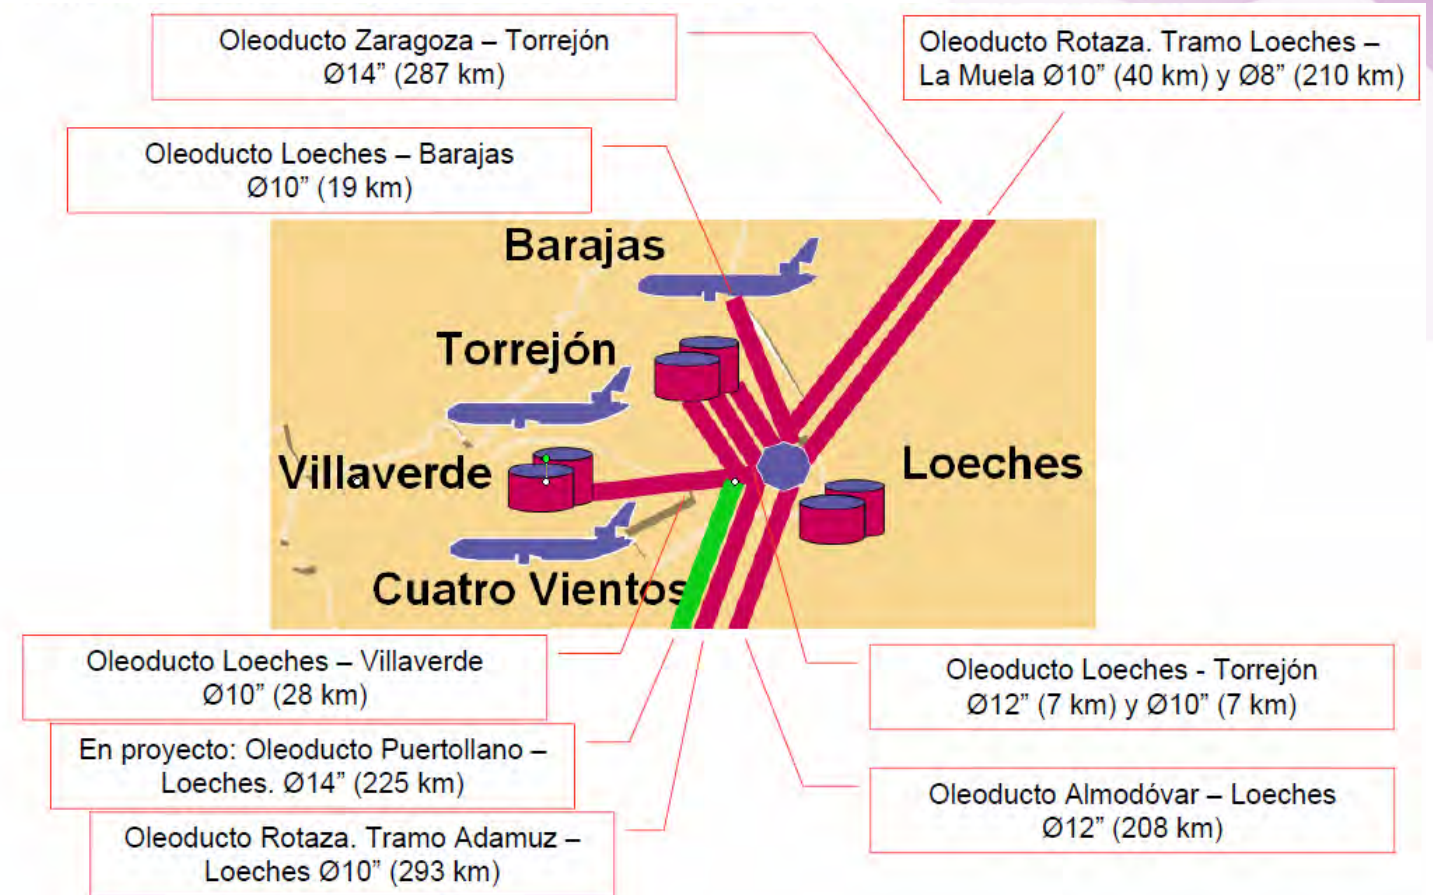 Oleoducto Zaragoza – Torrejón
Ø14” (287 km)
Oleoducto Rotaza. Tramo Loeches –
La Muela Ø10” (40 km) y Ø8” (210 km)
Oleoducto Loeches – Barajas
Ø10” (19 km)
Barajas
Torrejón
Villaverde
Loeches
Cuatro Vientos
Oleoducto Loeches – Villaverde
Ø10” (28 km)
Oleoducto Loeches - Torrejón
Ø12” (7 km) y Ø10” (7 km)
En proyecto: Oleoducto Puertollano –
Loeches. Ø14” (225 km)
Oleoducto Almodóvar – Loeches
Ø12” (208 km)
Oleoducto Rotaza. Tramo Adamuz –
Loeches Ø10” (293 km)